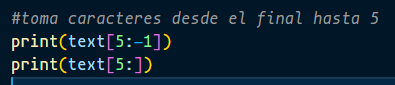 #toma caracteres desde el final hasta 5
print(text[5:-1])
print(text[5:])